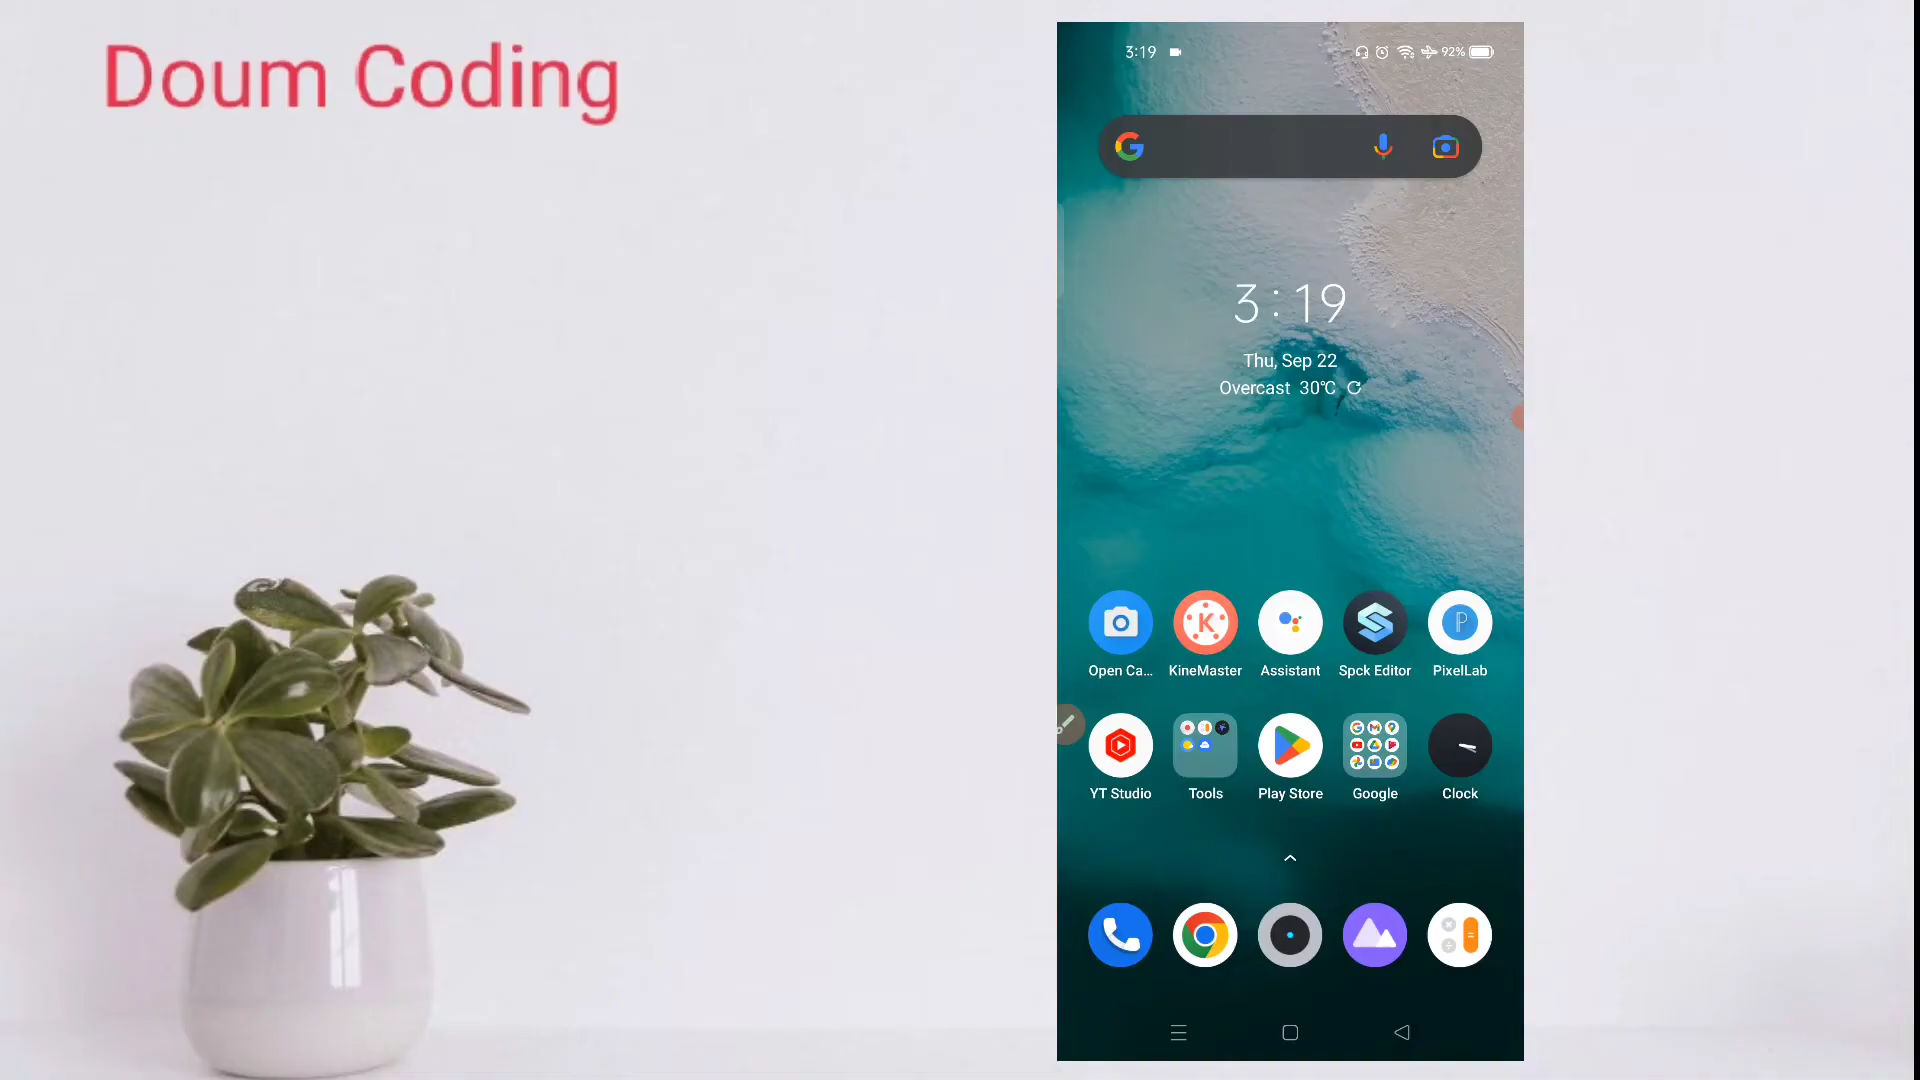 Doum Coding
3:19
92%
3:19
Thu, Sep 22
Overcast 30℃
Open Ca... KineMaster Assistant Spck Editor PixelLab
YT Studio Tools Play Store Google Clock